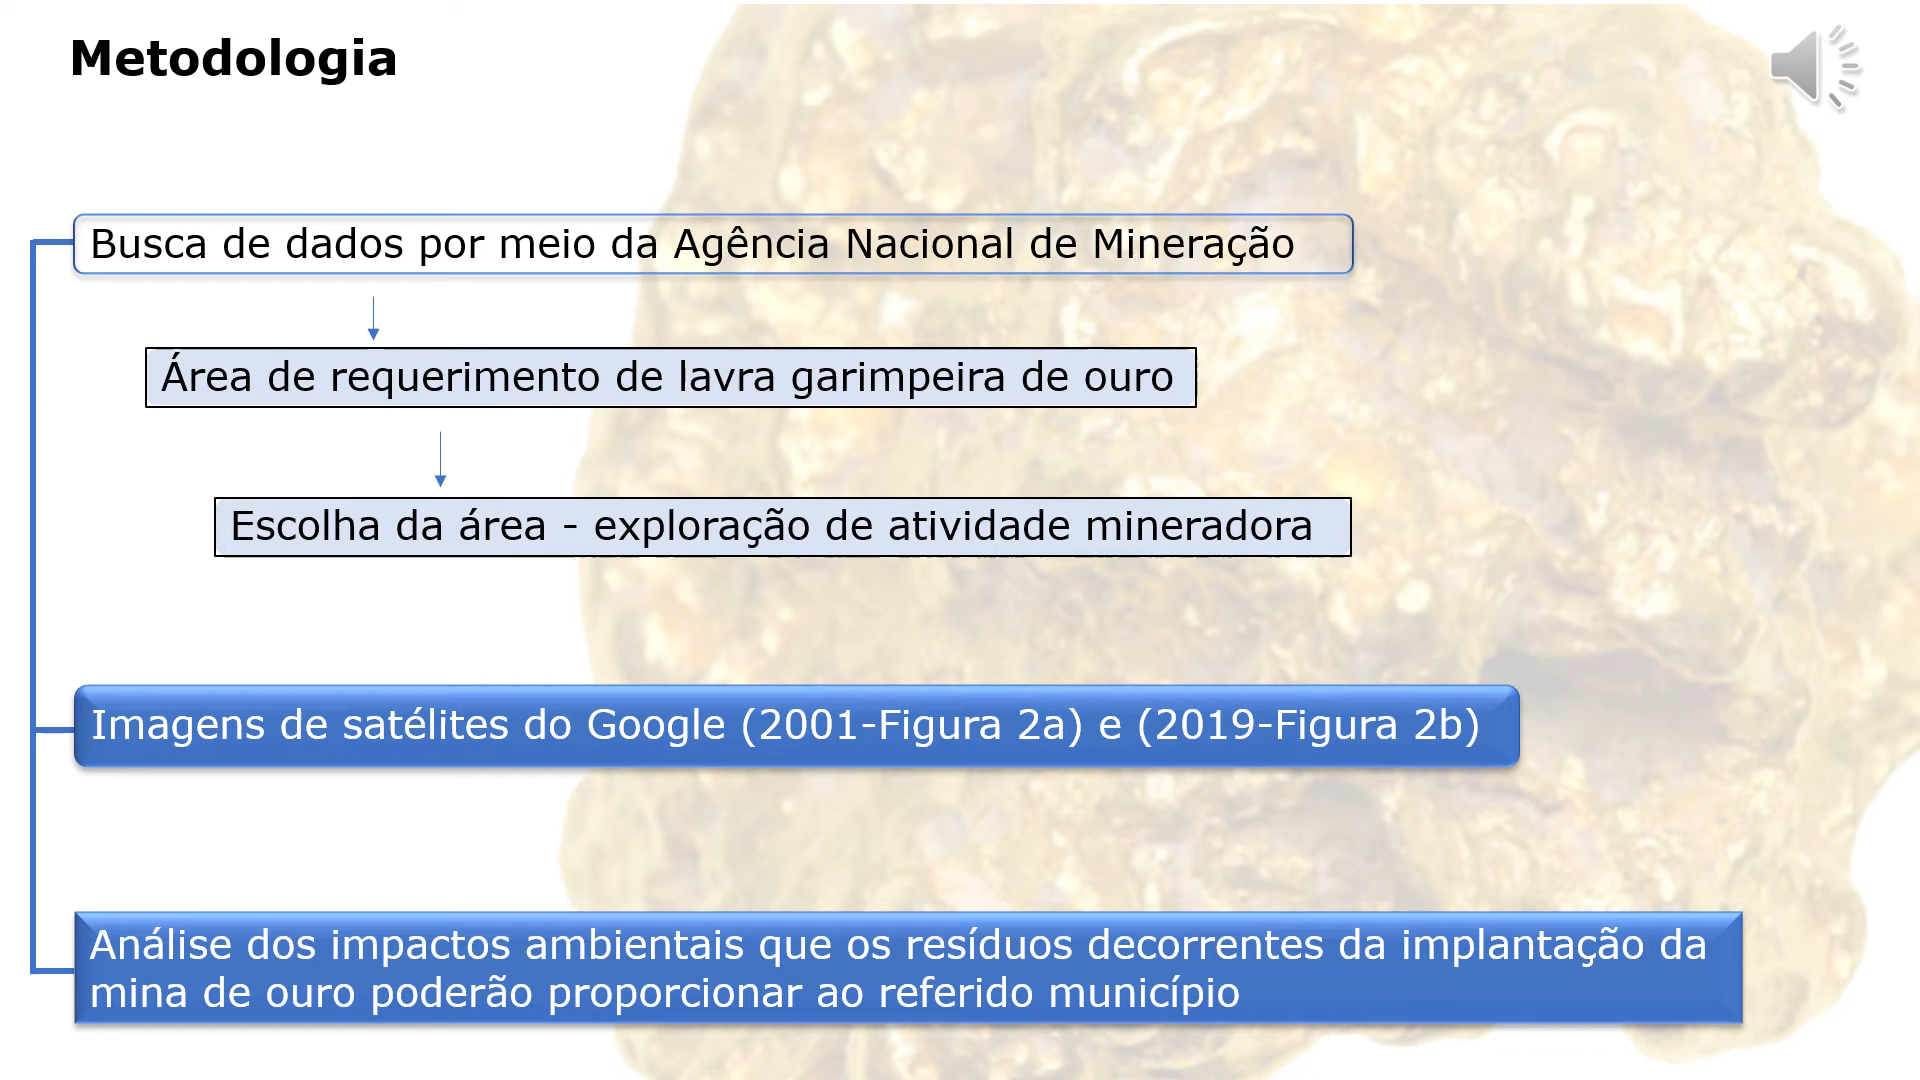 Metodologia
Busca de dados por meio da Agência Nacional de Mineração
Área de requerimento de lavra garimpeira de ouro
Escolha da área - exploração de atividade mineradora
Imagens de satélites do Google (2001-Figura 2a) e (2019-Figura 2b)
Análise dos impactos ambientais que os resíduos decorrentes da implantação da
mina de ouro poderão proporcionar ao referido município